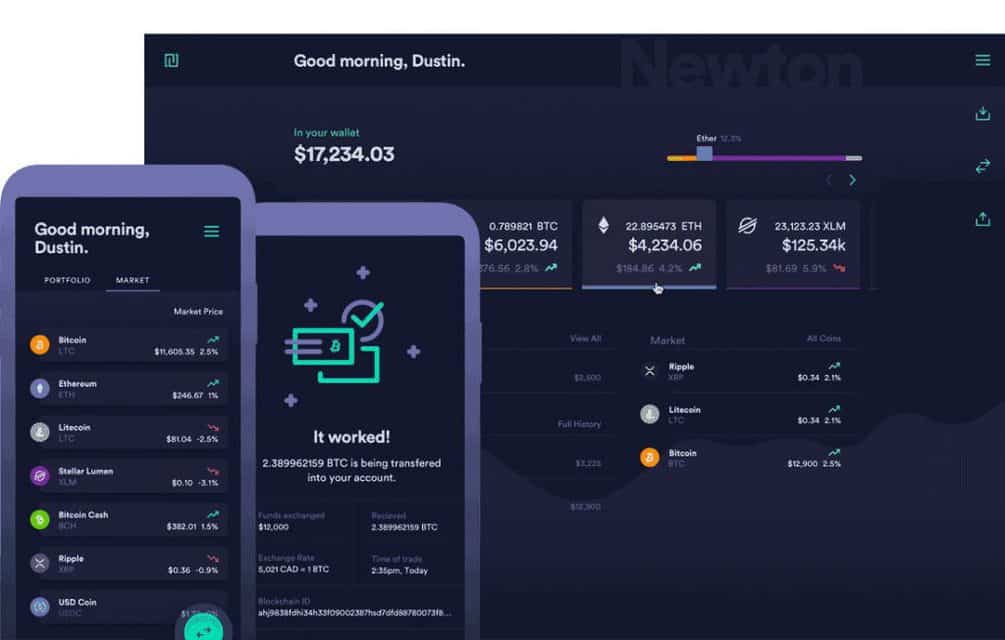 Newton
Good morning, Dustin.
In your wallet
$17,234.03
Ether 12.3%
0.789821 BTC
$6,023.94
376.56 2.8%
22.895473 ETH
$4,234.06
$184.86 4.2%
23,123.23 XLM
$125.34k
$81.69 5.9%
View All
$2,500
Full History
$3,225
$12,900
Market
All Coins
Ripple
XRP
$0.34 2.1%
Litecoin
LTC
$0.34 2.1%
Bitcoin
BTC
$12,900 2.5%
Good morning,
Dustin.
PORTFOLIO
MARKET
Market Price
Bitcoin
LTC
$11,605.35 2.5%
Ethereum
ETH
$246.67 1%
Litecoin
LTC
$81.04 -2.5%
Stellar Lumen
XLM
$0.10 -3.1%
Bitcoin Cash
BCH
$382.01 1.5%
Ripple
XRP
$0.36 -0.9%
USD Coin
USDC
It worked!
2.389962159 BTC is being transfered
into your account.
Funds exchanged
$12,000
Recieved
2.389962159 BTC
Exchange Rate
5,021 CAD = 1 BTC
Time of trade
2:35pm, Today
Blockchain ID
ahj9838fdhi34h33f09002387hsd7dfd88780073f8...